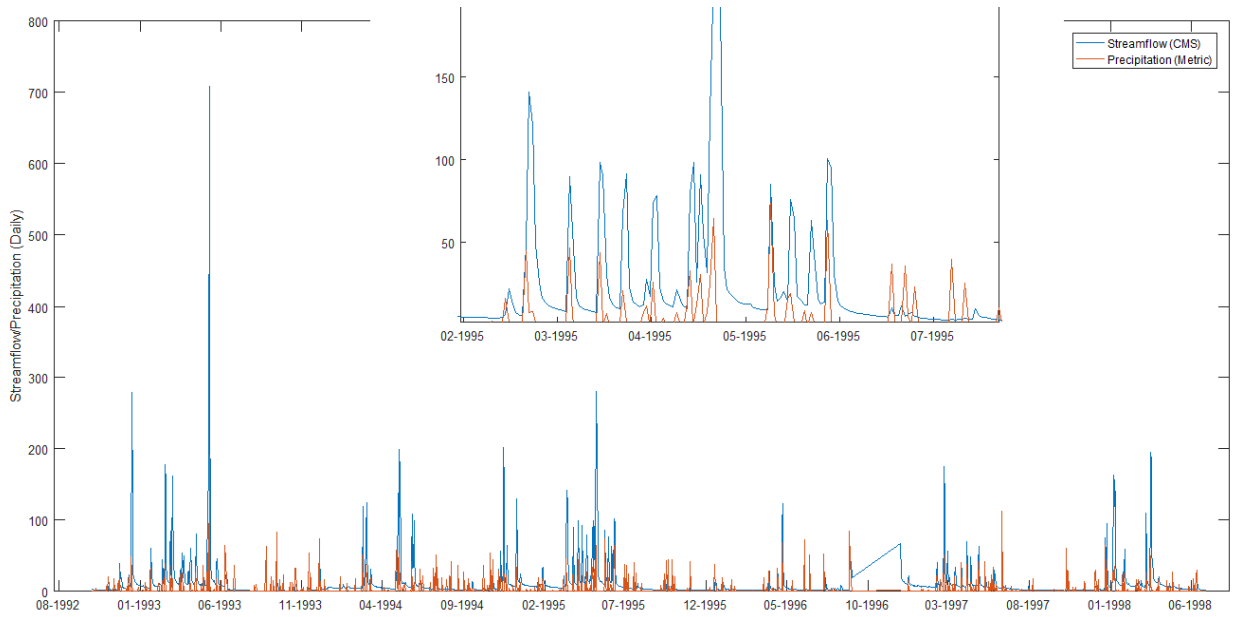 800
700
600
500
400
300
200
100
0
Streamflow/Precipitation (Daily)
150
100
50
02-1995 03-1995 04-1995 05-1995 06-1995 07-1995
Streamflow (CMS)
Precipitation (Metric)
08-1992 01-1993 06-1993 11-1993 04-1994 09-1994 02-1995 07-1995 12-1995 05-1996 10-1996 03-1997 08-1997 01-1998 06-1998